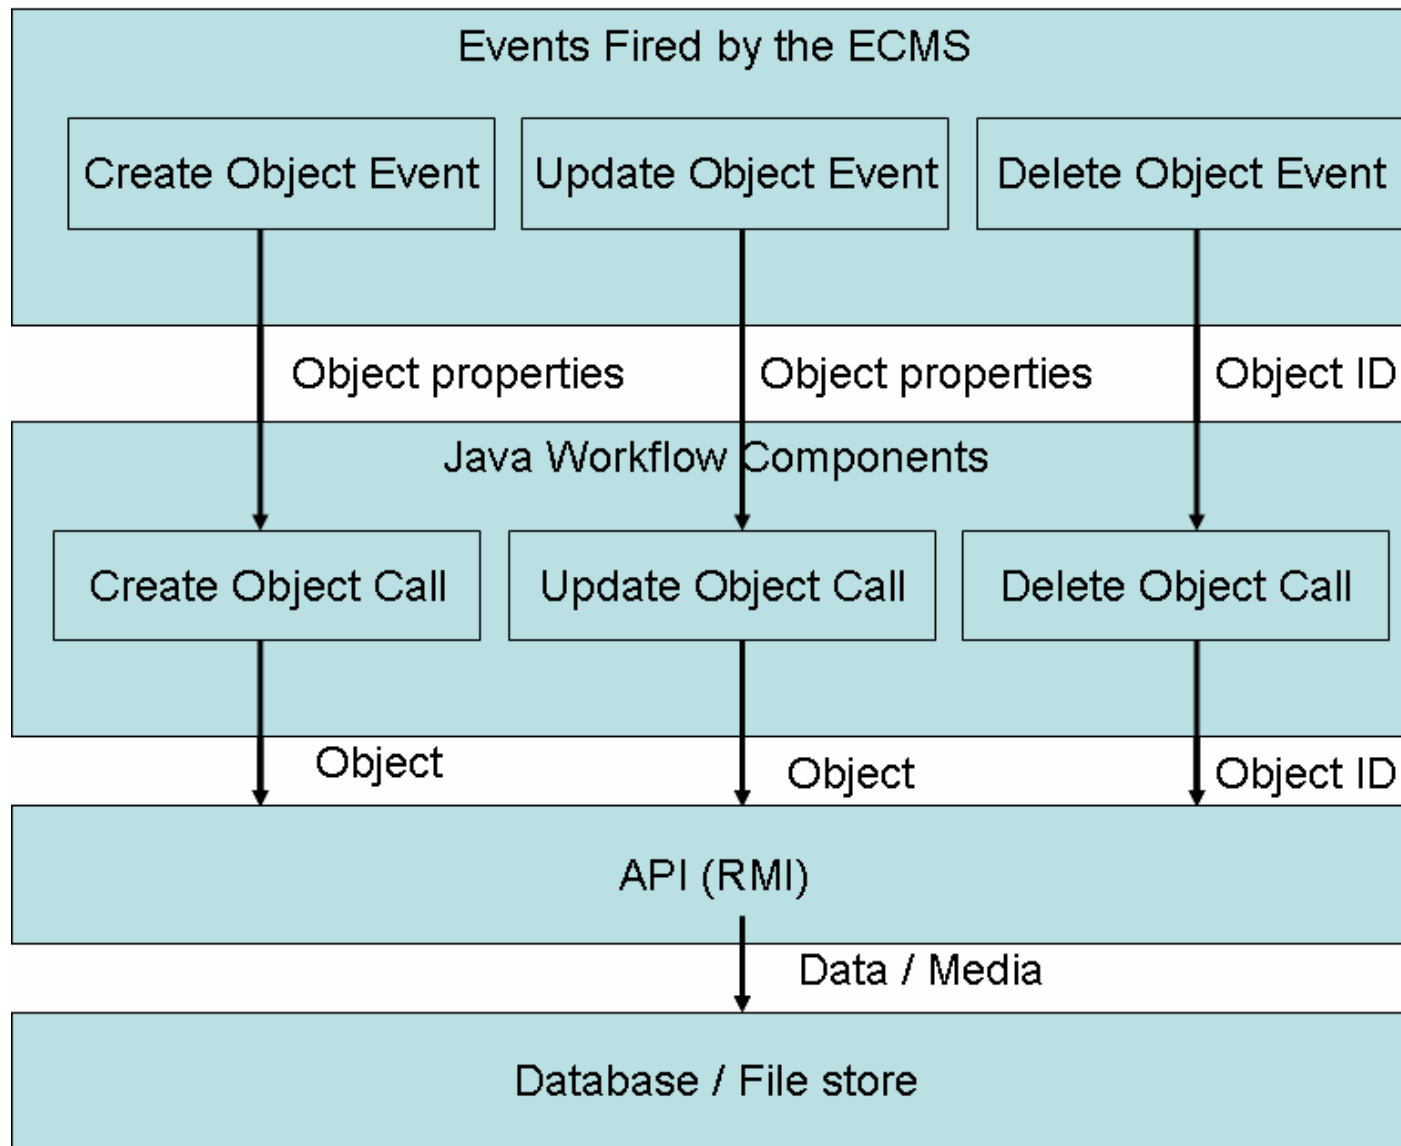 Events Fired by the ECMS
Create Object Event
Update Object Event
Delete Object Event
Object properties
Object properties
Object ID
Java Workflow Components
Create Object Call
Update Object Call
Delete Object Call
Object
Object
Object ID
API (RMI)
Data / Media
Database / File store